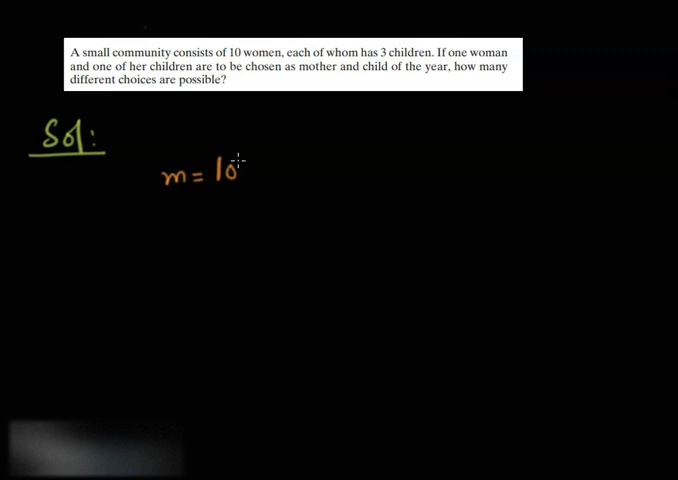 A small community consists of 10 women, each of whom has 3 children. If one woman
and one of her children are to be chosen as mother and child of the year, how many
different choices are possible?
Sol:
m = 10